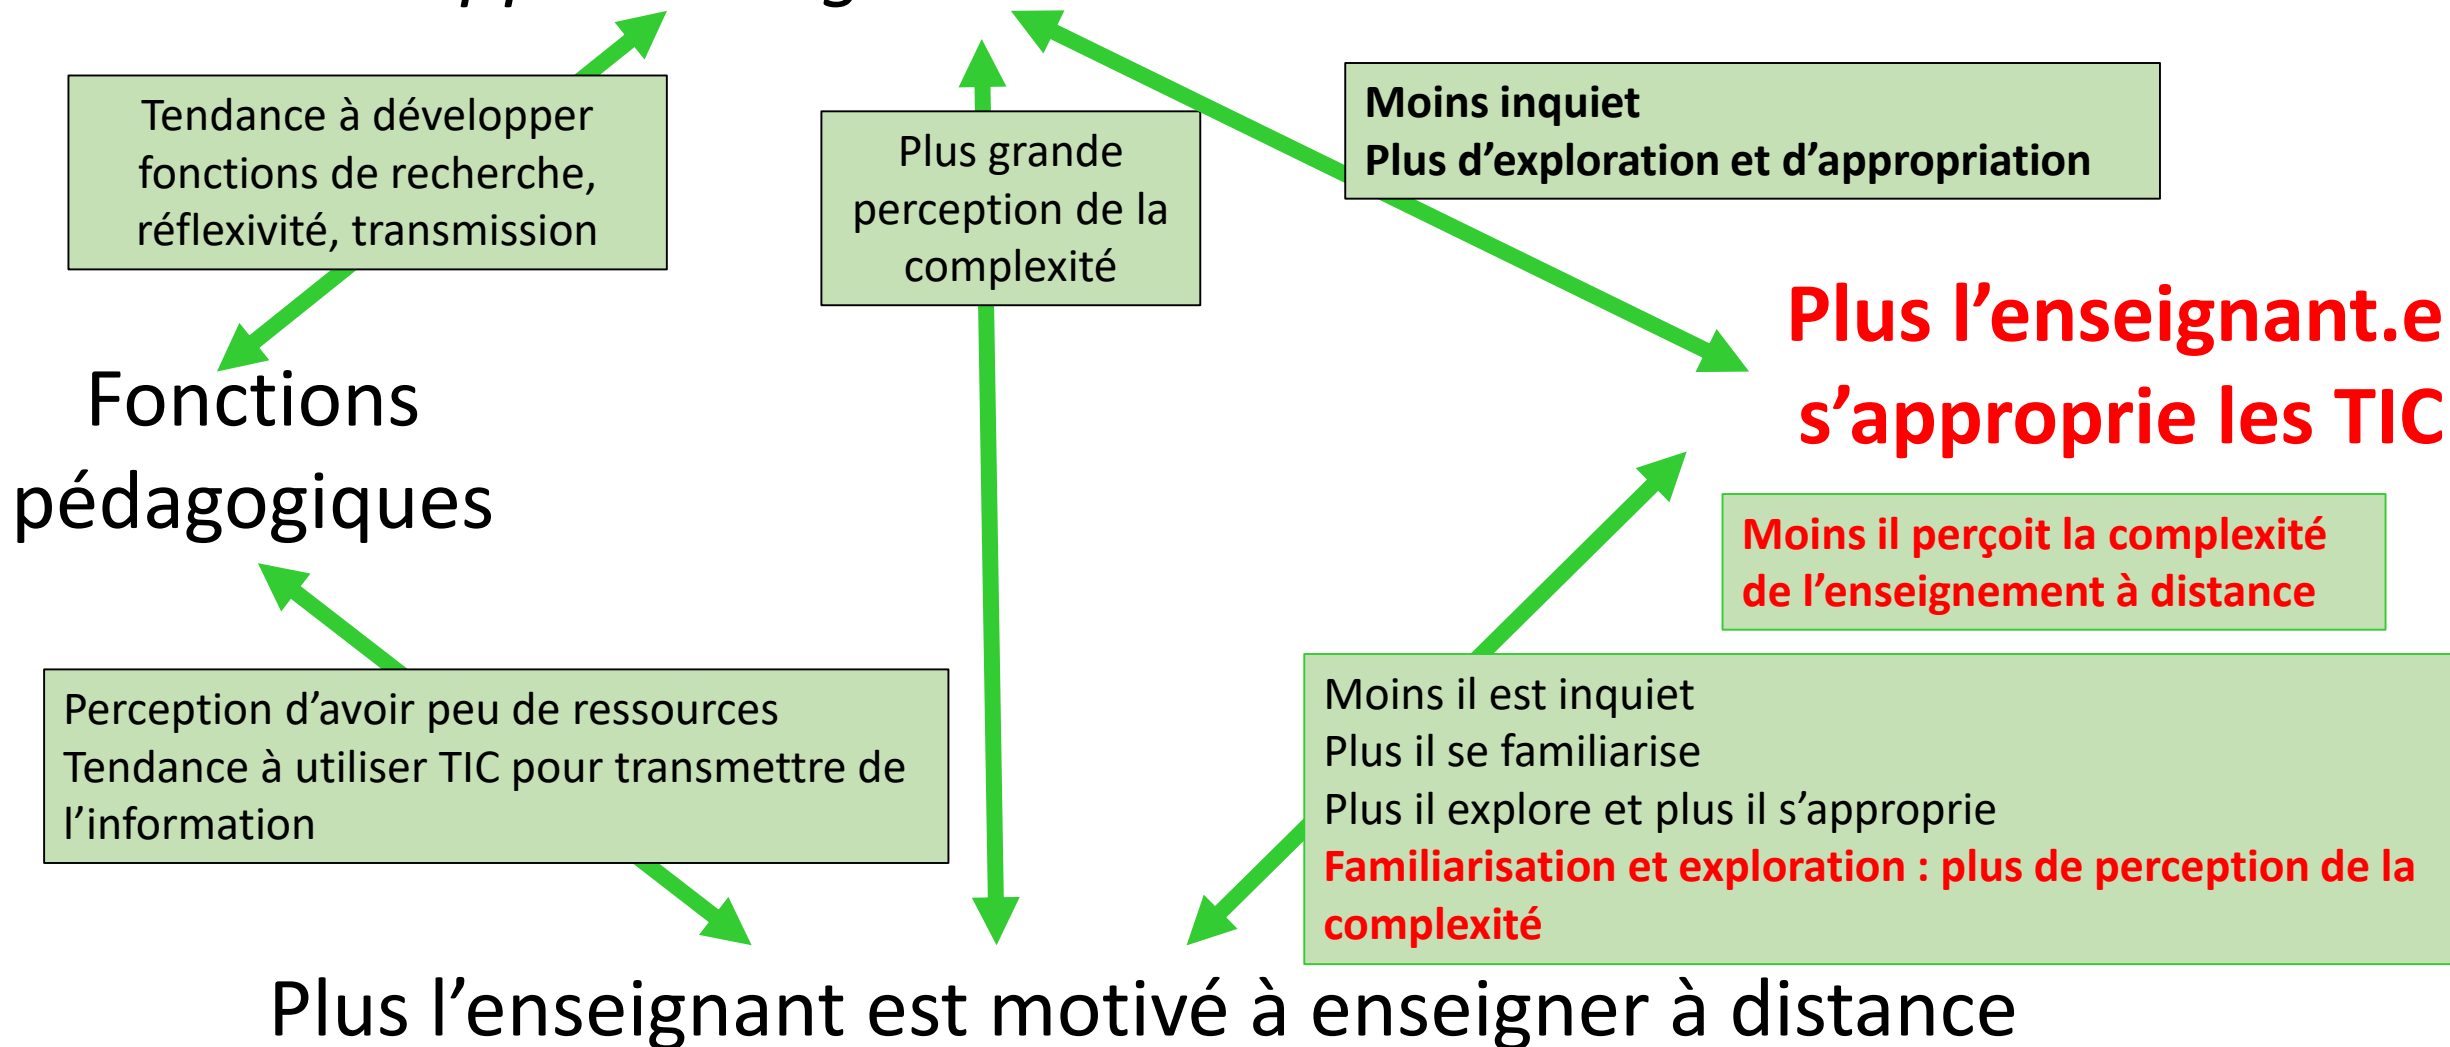 Tendance à développer
fonctions de recherche,
réflexivité, transmission
Plus grande
perception de la
complexité
Moins inquiet
Plus d’exploration et d’appropriation
Plus l’enseignant.e
s’approprie les TIC
Fonctions
pédagogiques
Moins il perçoit la complexité
de l’enseignement à distance
Perception d’avoir peu de ressources
Tendance à utiliser TIC pour transmettre de
l’information
Moins il est inquiet
Plus il se familiarise
Plus il explore et plus il s’approprie
Familiarisation et exploration : plus de perception de la
complexité
Plus l’enseignant est motivé à enseigner à distance